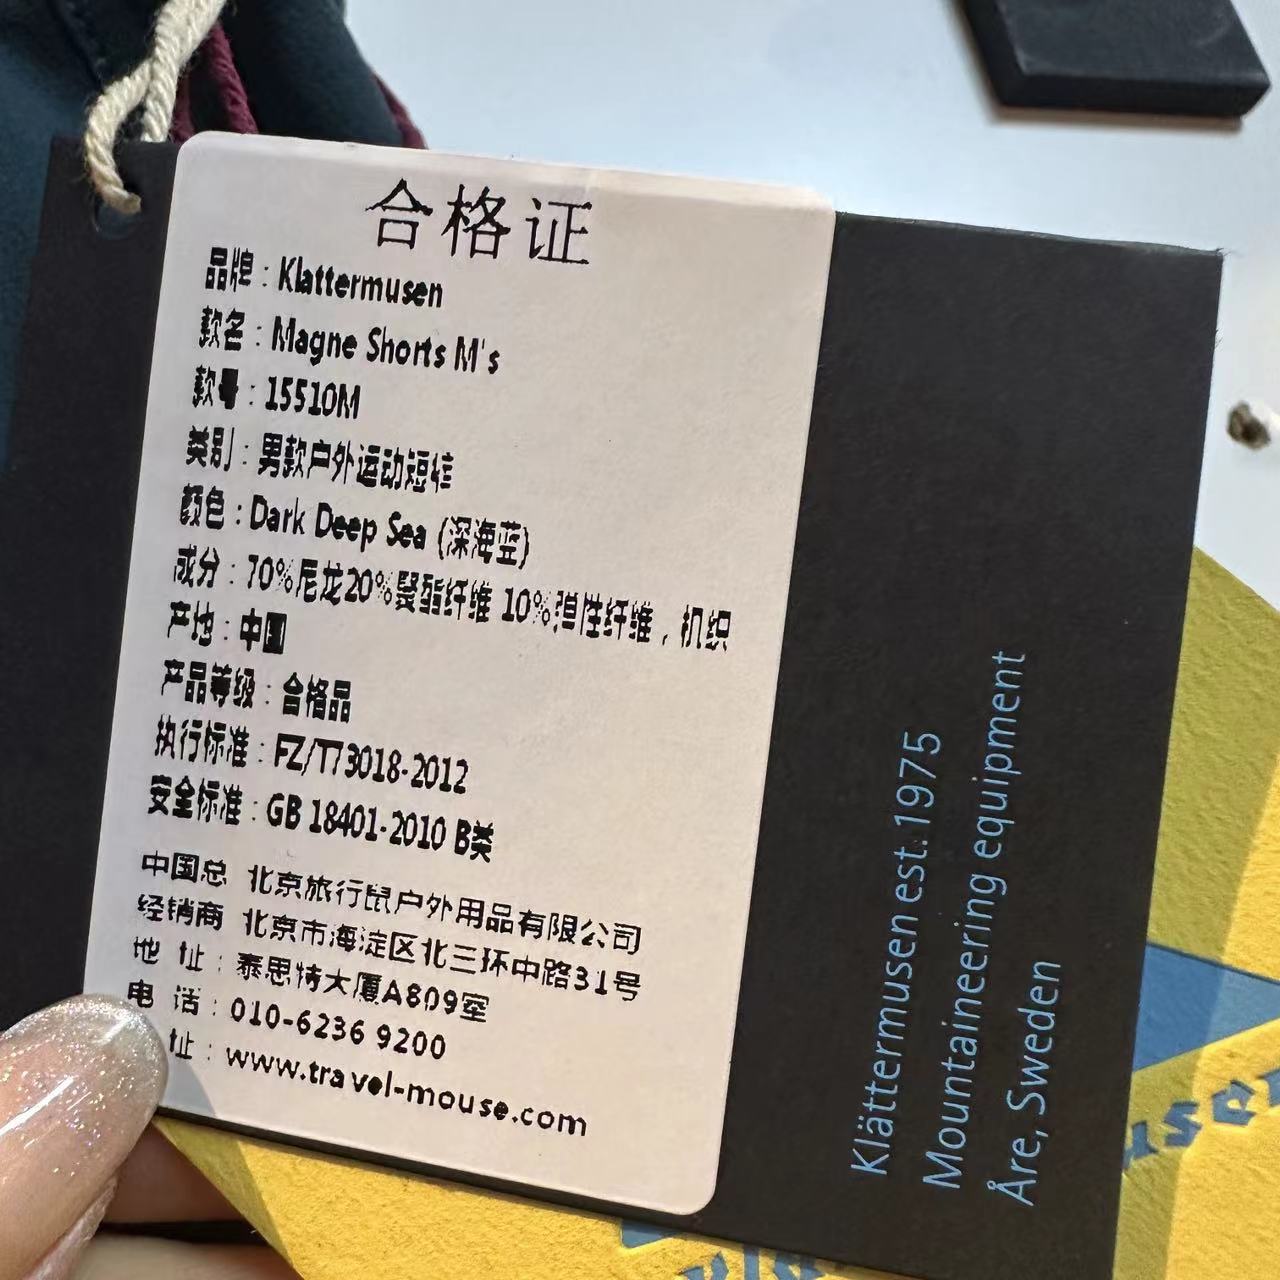 合格证
品牌：Klattermusen
款名：Magne Shorts M's
款号：15510M
类别：男款户外运动短裤
颜色：Dark Deep Sea (深海蓝)
成分：70%尼龙20%聚酯纤维 10%弹性纤维，机织
产地：中国
产品等级：合格品
执行标准：FZ/T73018-2012
安全标准：GB 18401-2010 B类
中国总 北京旅行鼠户外用品有限公司
经销商 北京市海淀区北三环中路31号
地 址：泰思特大厦A809室
电 话：010-6236 9200
址：www.travel-mouse.com
Klättermusen est.1975
Mountaineering equipment
Åre, Sweden